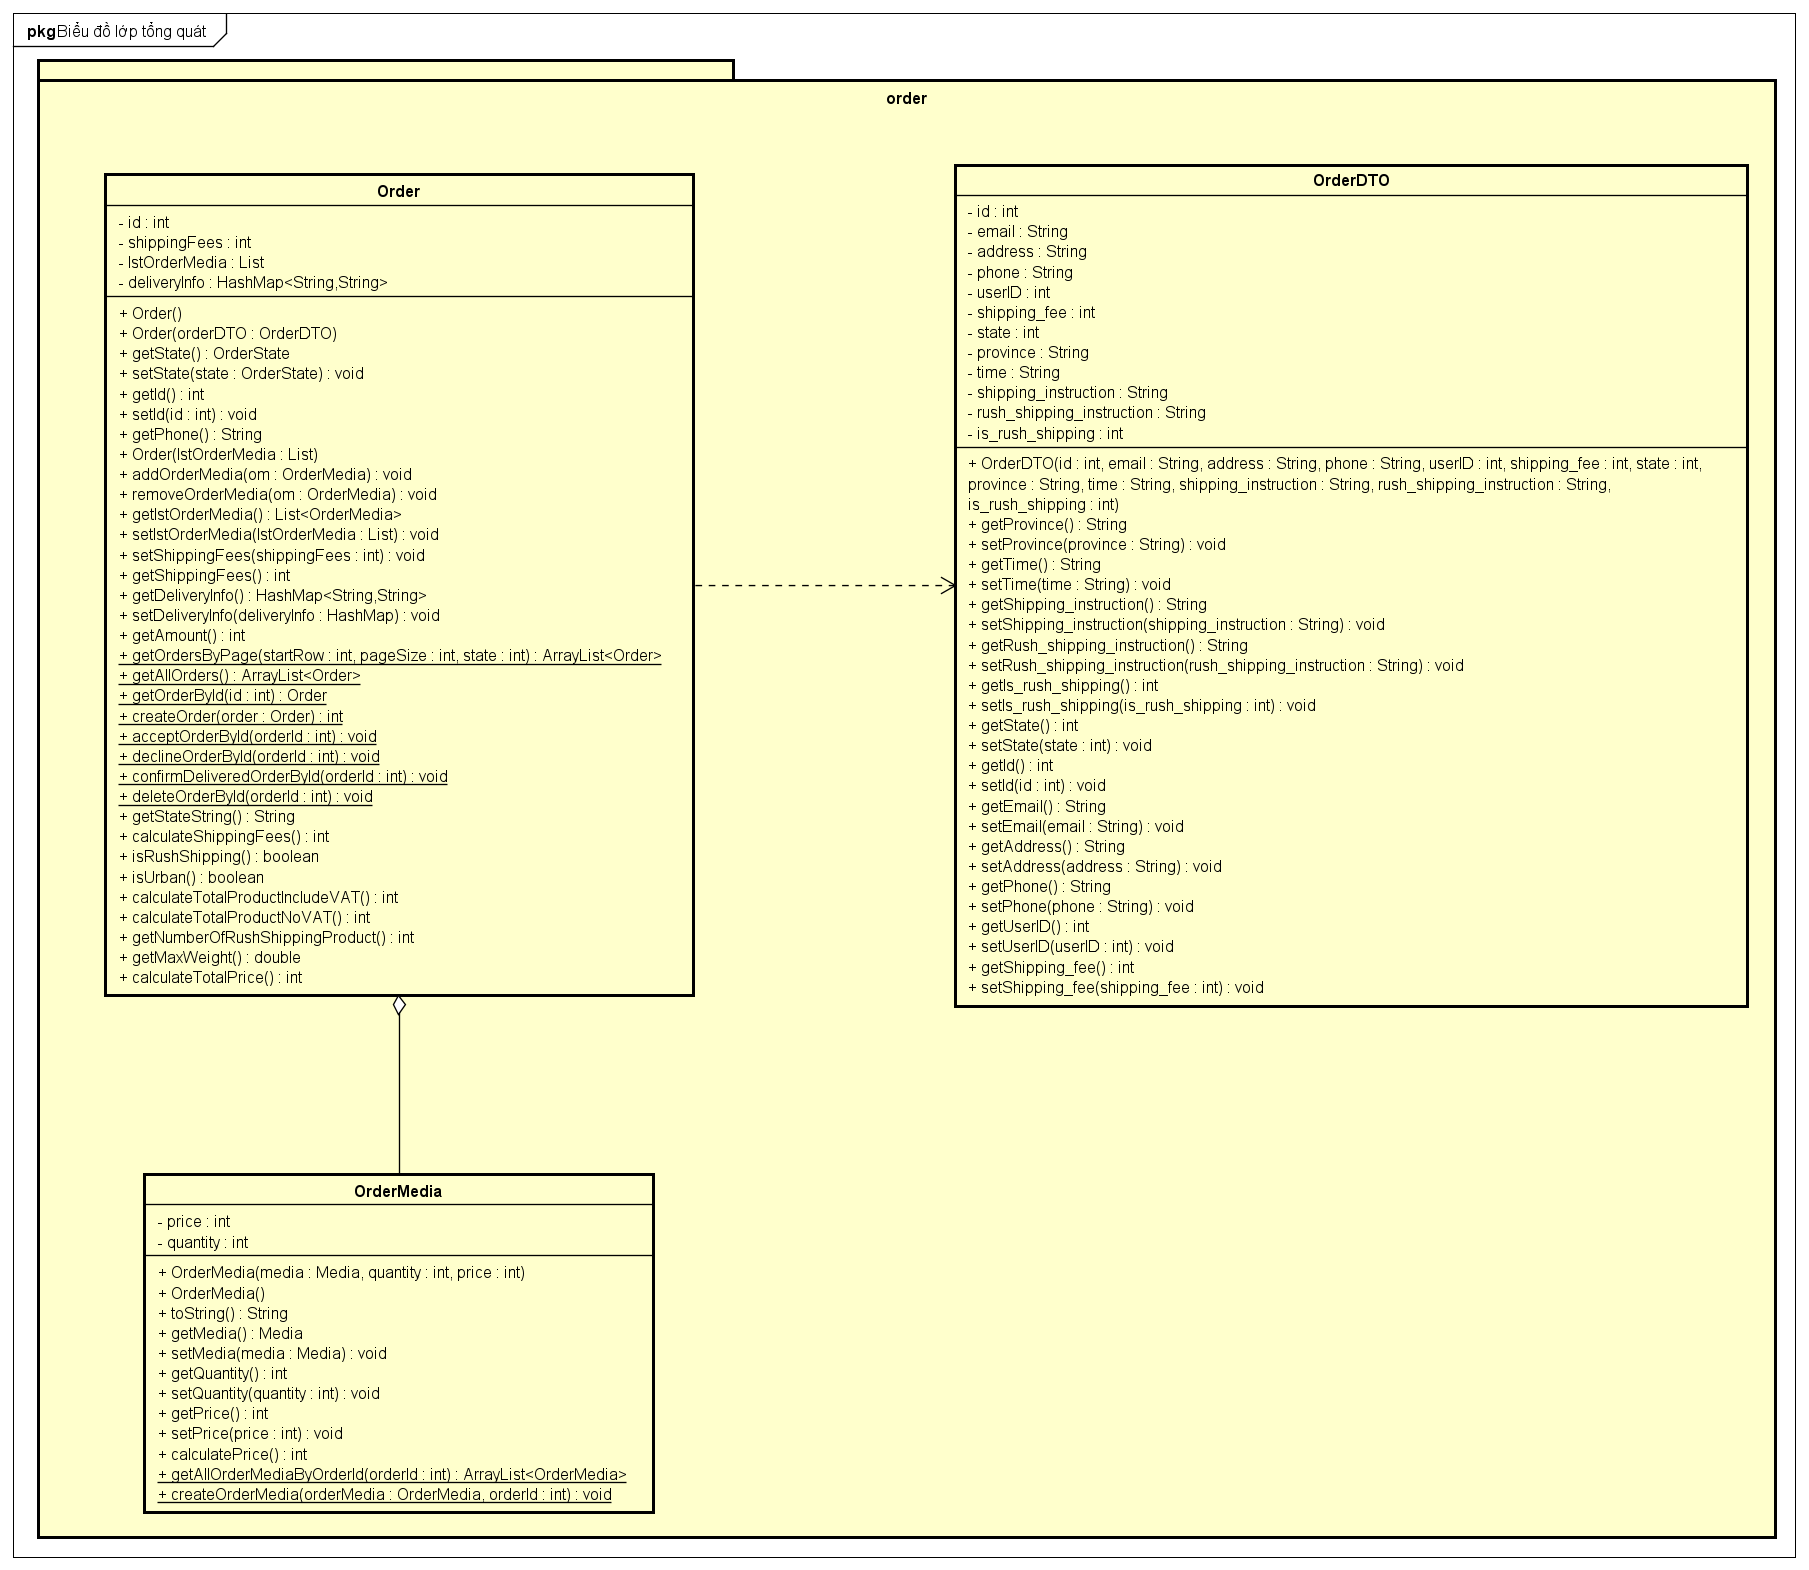 pkg Biểu đồ lớp tổng quát
order
Order
- id : int
- shippingFees : int
- lstOrderMedia : List
- deliveryInfo : HashMap<String,String>
+ Order()
+ Order(orderDTO : OrderDTO)
+ getState() : OrderState
+ setState(state : OrderState) : void
+ getId() : int
+ setId(id : int) : void
+ getPhone() : String
+ Order(lstOrderMedia : List)
+ addOrderMedia(om : OrderMedia) : void
+ removeOrderMedia(om : OrderMedia) : void
+ getlstOrderMedia() : List<OrderMedia>
+ setlstOrderMedia(lstOrderMedia : List) : void
+ setShippingFees(shippingFees : int) : void
+ getShippingFees() : int
+ getDeliveryInfo() : HashMap<String,String>
+ setDeliveryInfo(deliveryInfo : HashMap) : void
+ getAmount() : int
+ getOrdersByPage(startRow : int, pageSize : int, state : int) : ArrayList<Order>
+ getAllOrders() : ArrayList<Order>
+ getOrderById(id : int) : Order
+ createOrder(order : Order) : int
+ acceptOrderById(orderId : int) : void
+ declineOrderById(orderId : int) : void
+ confirmDeliveredOrderById(orderId : int) : void
+ deleteOrderById(orderId : int) : void
+ getStateString() : String
+ calculateShippingFees() : int
+ isRushShipping() : boolean
+ isUrban() : boolean
+ calculateTotalProductIncludeVAT() : int
+ calculateTotalProductNoVAT() : int
+ getNumberOfRushShippingProduct() : int
+ getMaxWeight() : double
+ calculateTotalPrice() : int
OrderDTO
- id : int
- email : String
- address : String
- phone : String
- userID : int
- shipping_fee : int
- state : int
- province : String
- time : String
- shipping_instruction : String
- rush_shipping_instruction : String
- is_rush_shipping : int
+ OrderDTO(id : int, email : String, address : String, phone : String, userID : int, shipping_fee : int, state : int,
province : String, time : String, shipping_instruction : String, rush_shipping_instruction : String,
is_rush_shipping : int)
+ getProvince() : String
+ setProvince(province : String) : void
+ getTime() : String
+ setTime(time : String) : void
+ getShipping_instruction() : String
+ setShipping_instruction(shipping_instruction : String) : void
+ getRush_shipping_instruction() : String
+ setRush_shipping_instruction(rush_shipping_instruction : String) : void
+ getIs_rush_shipping() : int
+ setIs_rush_shipping(is_rush_shipping : int) : void
+ getState() : int
+ setState(state : int) : void
+ getId() : int
+ setId(id : int) : void
+ getEmail() : String
+ setEmail(email : String) : void
+ getAddress() : String
+ setAddress(address : String) : void
+ getPhone() : String
+ setPhone(phone : String) : void
+ getUserID() : int
+ setUserID(userID : int) : void
+ getShipping_fee() : int
+ setShipping_fee(shipping_fee : int) : void
OrderMedia
- price : int
- quantity : int
+ OrderMedia(media : Media, quantity : int, price : int)
+ OrderMedia()
+ toString() : String
+ getMedia() : Media
+ setMedia(media : Media) : void
+ getQuantity() : int
+ setQuantity(quantity : int) : void
+ getPrice() : int
+ setPrice(price : int) : void
+ calculatePrice() : int
+ getAllOrderMediaByOrderId(orderId : int) : ArrayList<OrderMedia>
+ createOrderMedia(orderMedia : OrderMedia, orderId : int) : void